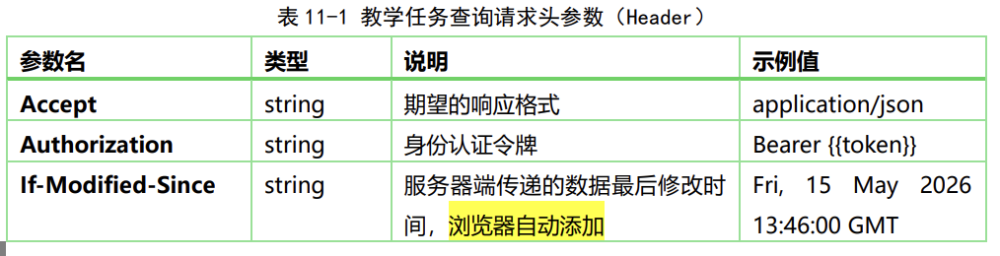 表 11-1 教学任务查询请求头参数（Header）
参数名 类型 说明 示例值
Accept string 期望的响应格式 application/json
Authorization string 身份认证令牌 Bearer {{token}}
If-Modified-Since string 服务器端传递的数据最后修改时 Fri, 15 May 2026
间，浏览器自动添加 13:46:00 GMT